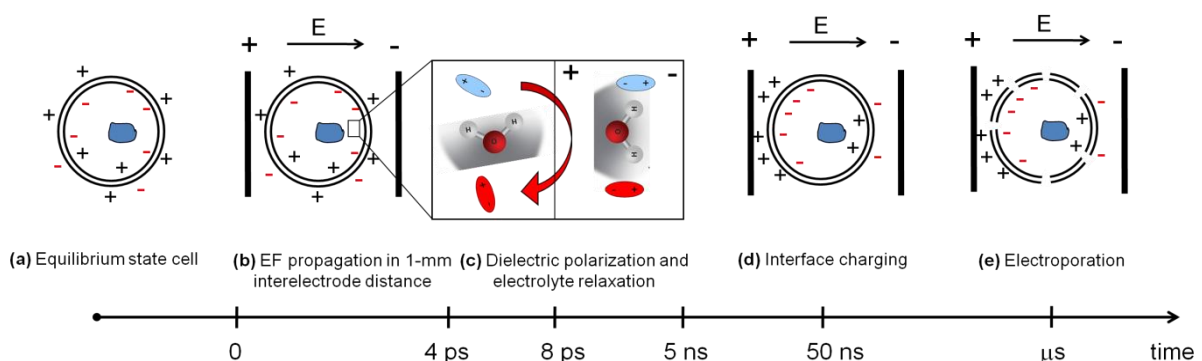 E
+ -
E
+ -
E
+ -
+ -
H
H
O
H
O
H
(a) Equilibrium state cell
(b) EF propagation in 1-mm
interelectrode distance
(c) Dielectric polarization and
electrolyte relaxation
(d) Interface charging
(e) Electroporation
0 4 ps 8 ps 5 ns 50 ns μs time